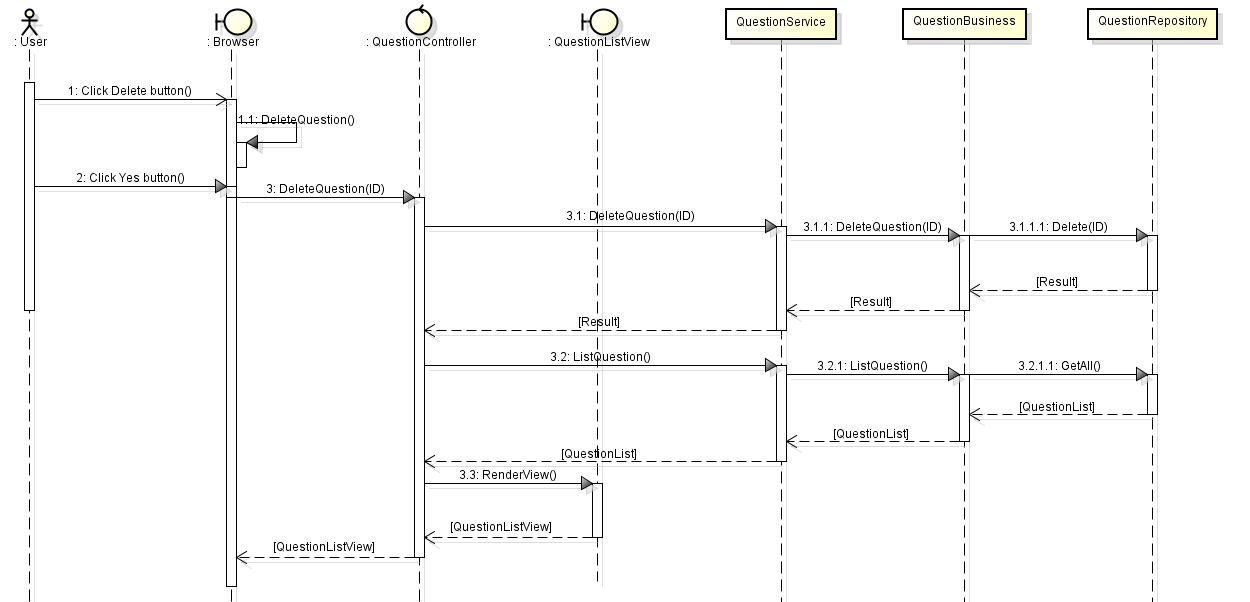 : User
: Browser
: QuestionController
: QuestionListView
QuestionService
QuestionBusiness
QuestionRepository
1: Click Delete button()
1.1: DeleteQuestion()
2: Click Yes button()
3: DeleteQuestion(ID)
3.1: DeleteQuestion(ID)
3.1.1: DeleteQuestion(ID)
3.1.1.1: Delete(ID)
[Result]
[Result]
[Result]
3.2: ListQuestion()
3.2.1: ListQuestion()
3.2.1.1: GetAll()
[QuestionList]
[QuestionList]
[QuestionList]
3.3: RenderView()
[QuestionListView]
[QuestionListView]